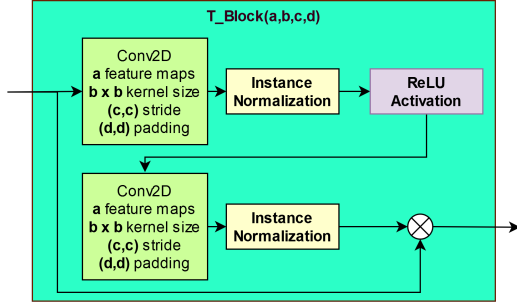 T_Block(a,b,c,d)
Conv2D
a feature maps
b x b kernel size
(c,c) stride
(d,d) padding
Instance
Normalization
ReLU
Activation
Conv2D
a feature maps
b x b kernel size
(c,c) stride
(d,d) padding
Instance
Normalization